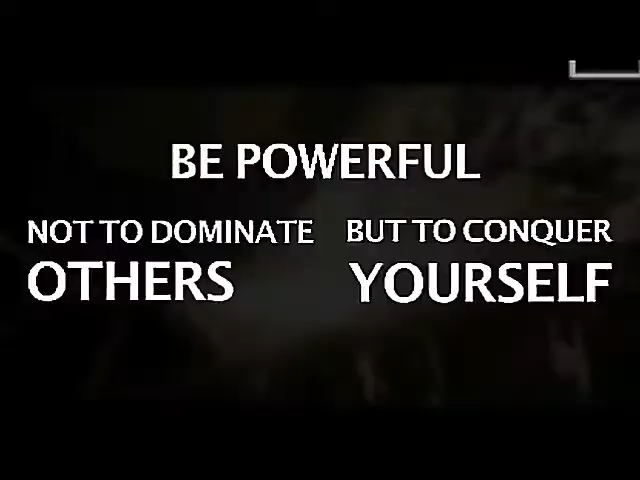 BE POWERFUL
NOT TO DOMINATE
OTHERS
BUT TO CONQUER
YOURSELF